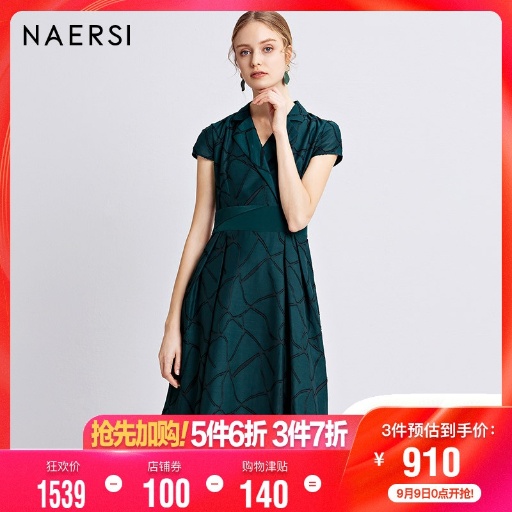 NAERSI
抢先加购! 5件6折 3件7折
3件预估到手价:
狂欢价 店铺券 购物津贴
1539 - 100 - 140 =
¥ 910
9月9日0点开抢!